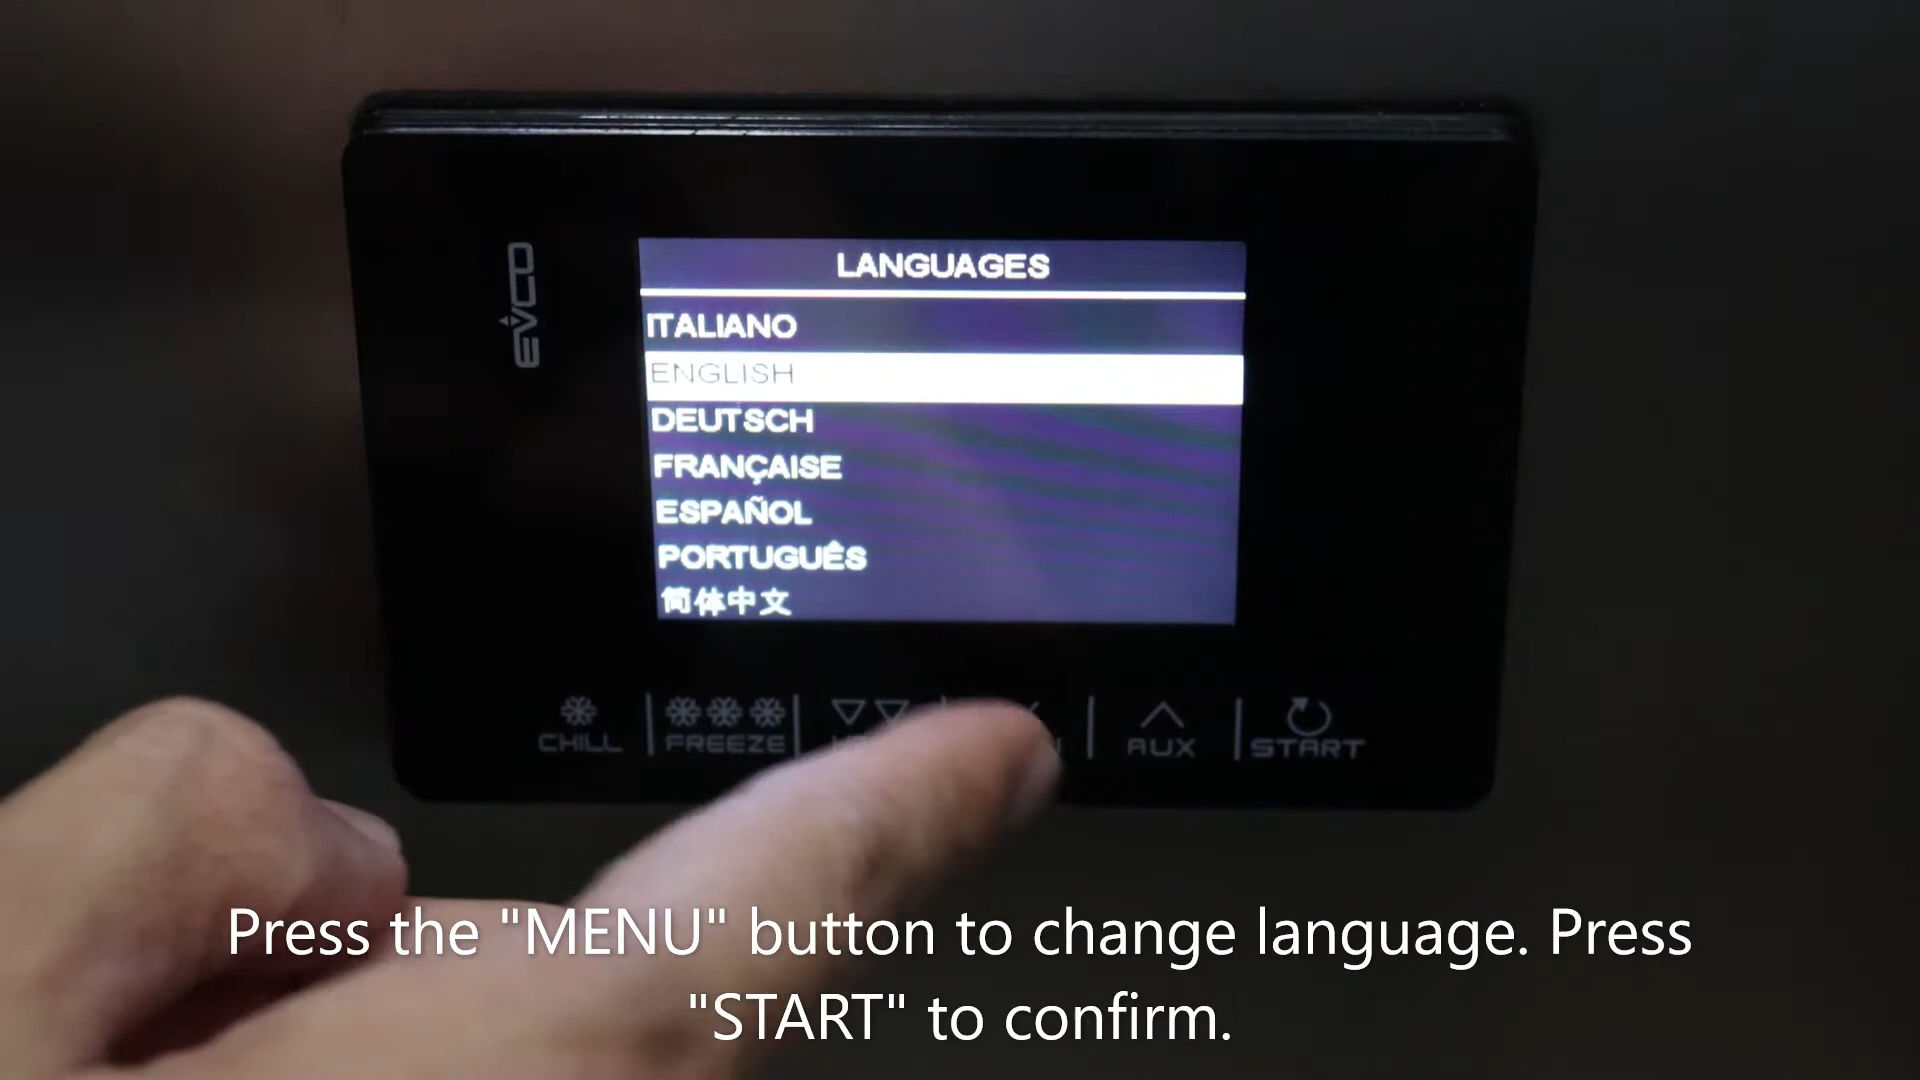 EVCO
LANGUAGES
ITALIANO
ENGLISH
DEUTSCH
FRANÇAISE
ESPAÑOL
PORTUGUÊS
简体中文
CHILL
FREEZE
AUX
START
Press the "MENU" button to change language. Press
"START" to confirm.